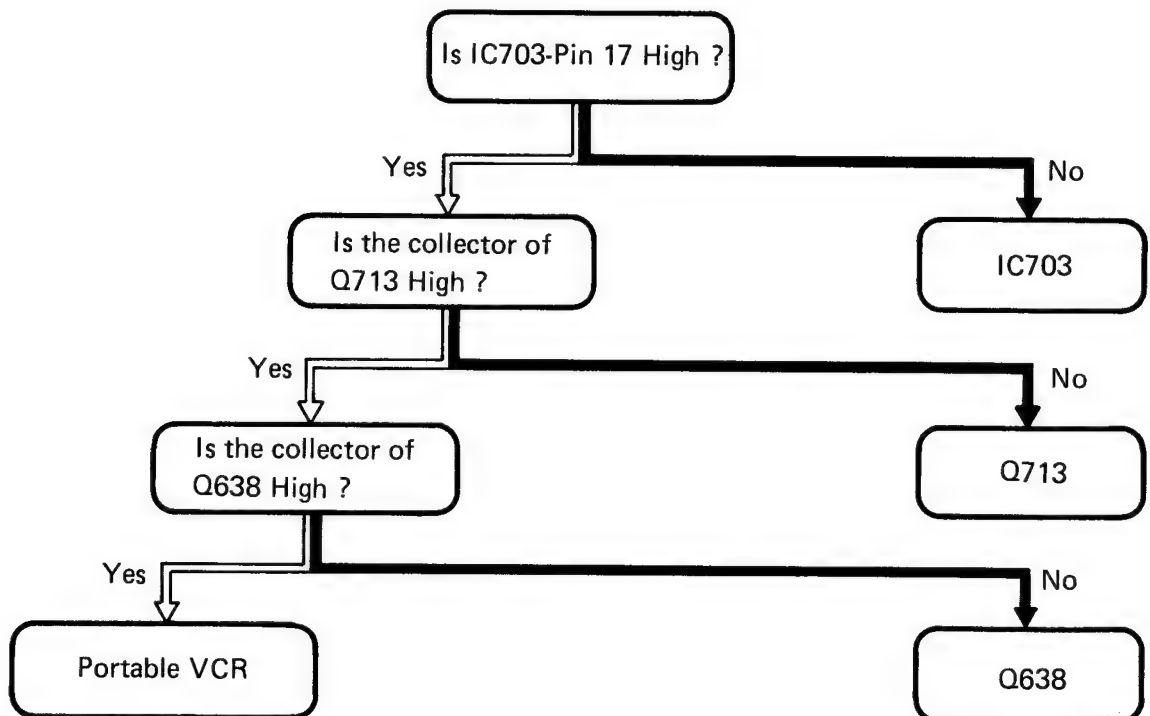 Is IC703-Pin 17 High ?
Yes
No
Is the collector of
Q713 High ?
IC703
Yes
No
Is the collector of
Q638 High ?
Q713
Yes
No
Portable VCR
Q638